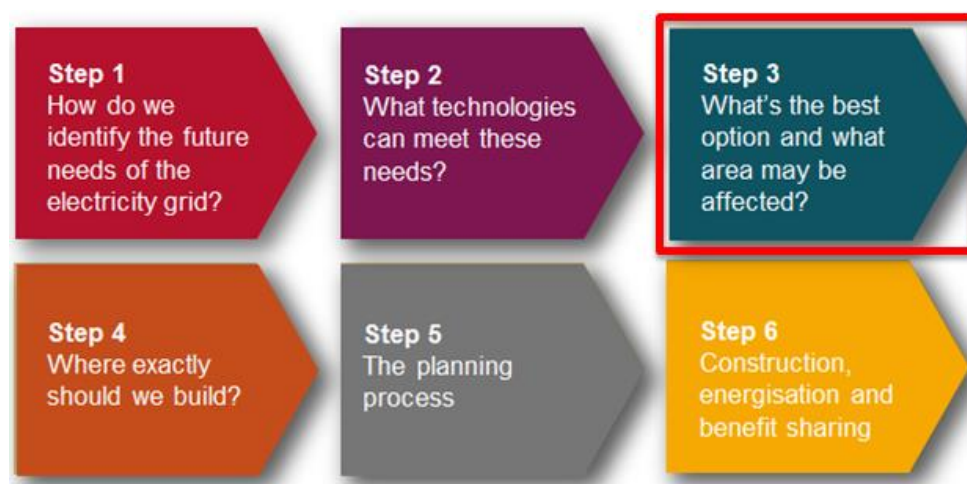 Step 1
How do we
identify the future
needs of the
electricity grid?
Step 2
What technologies
can meet these
needs?
Step 3
What's the best
option and what
area may be
affected?
Step 4
Where exactly
should we build?
Step 5
The planning
process
Step 6
Construction,
energisation and
benefit sharing